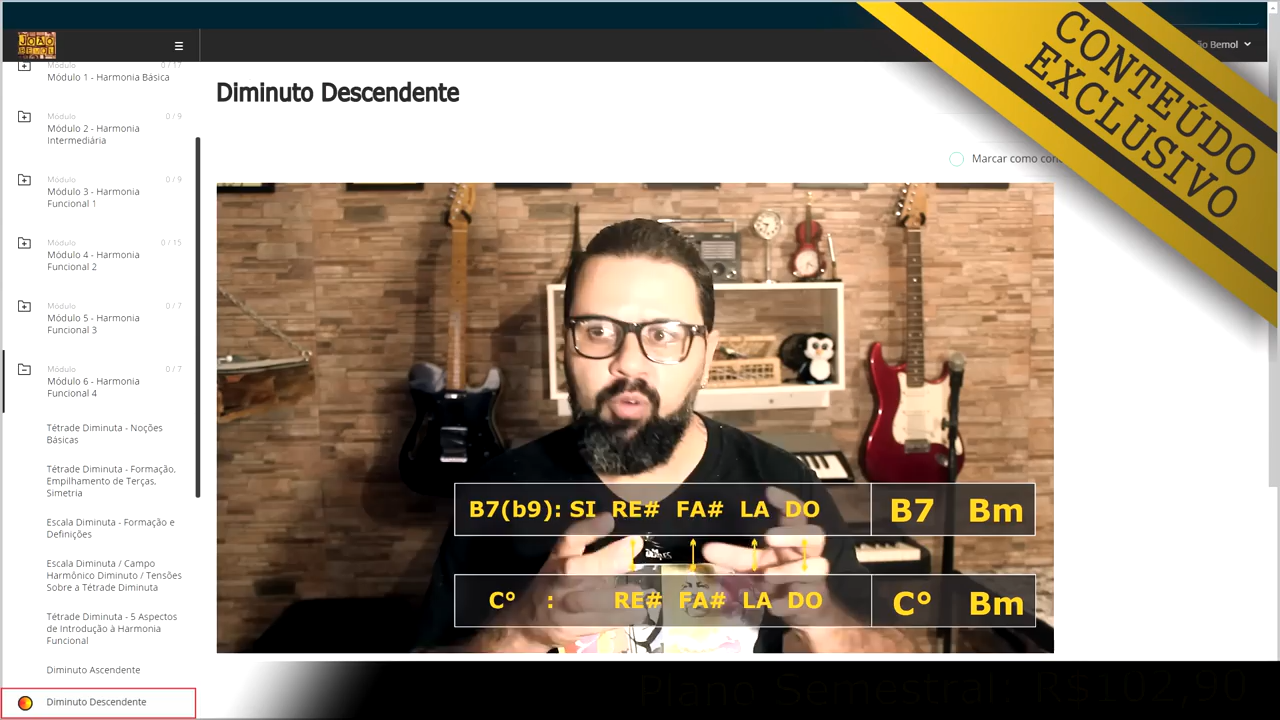 JOÃO
BEMOL
ão Bemol
CONTEÚDO
EXCLUSIVO
Módulo 0 / 17
Módulo 1 - Harmonia Básica
Módulo 0 / 9
Módulo 2 - Harmonia
Intermediária
Módulo 0 / 9
Módulo 3 - Harmonia
Funcional 1
Módulo 0 / 15
Módulo 4 - Harmonia
Funcional 2
Módulo 0 / 7
Módulo 5 - Harmonia
Funcional 3
Módulo 0 / 7
Módulo 6 - Harmonia
Funcional 4
Tétrade Diminuta - Noções
Básicas
Tétrade Diminuta - Formação,
Empilhamento de Terças,
Simetria
Escala Diminuta - Formação e
Definições
Escala Diminuta / Campo
Harmônico Diminuto / Tensões
Sobre a Tétrade Diminuta
Tétrade Diminuta - 5 Aspectos
de Introdução à Harmonia
Funcional
Diminuto Ascendente
Diminuto Descendente
Diminuto Descendente
Marcar como con
B7(b9): SI RE# FA# LA DO B7 Bm
C° : RE# FA# LA DO C° Bm
Plano Semestral: R$102,90